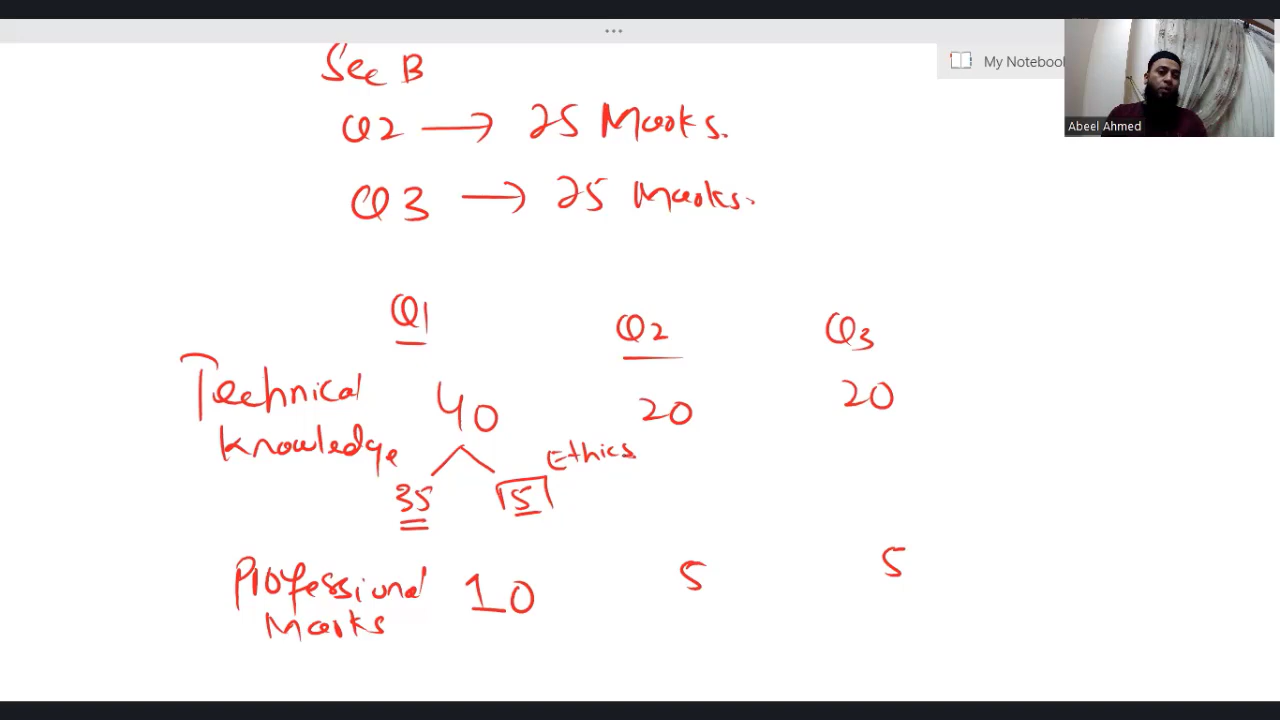 Sec B
My Notebook
Q2 → 25 Marks.
Abeel Ahmed
Q3 → 25 Marks.
Q1 Q2 Q3
Technical Knowledge 40 20 20
35 5 Ethics
Professional Marks 10 5 5